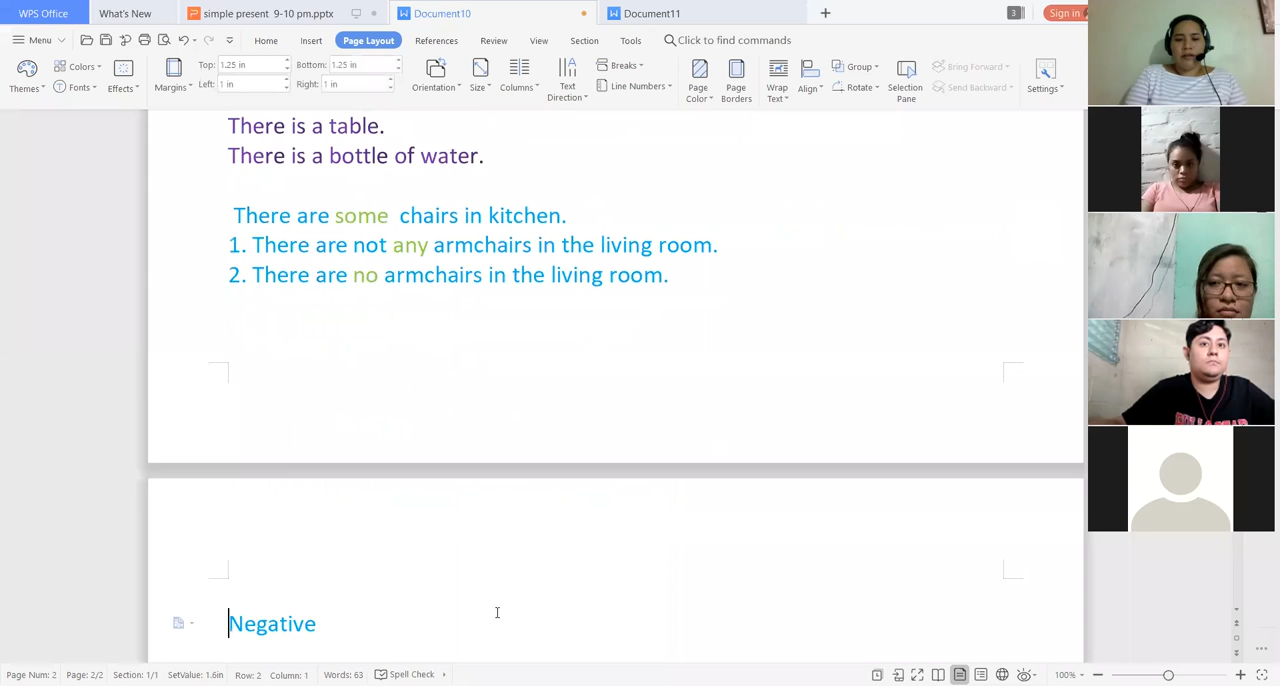 WPS Office What's New simple present 9-10 pm.pptx Document10 Document11 3 Sign in
Menu Home Insert Page Layout References Review View Section Tools Click to find commands
Themes Colors Fonts Effects Margins Top: 1.25 in Bottom: 1.25 in Left: 1 in Right: 1 in Orientation Size Columns Text Direction Breaks Line Numbers Page Color Page Borders Wrap Text Align Group Rotate Selection Pane Bring Forward Send Backward Settings
There is a table.
There is a bottle of water.
There are some chairs in kitchen.
1. There are not any armchairs in the living room.
2. There are no armchairs in the living room.
Negative
Page Num: 2 Page: 2/2 Section: 1/1 SetValue: 1.6in Row: 2 Column: 1 Words: 63 Spell Check 100%